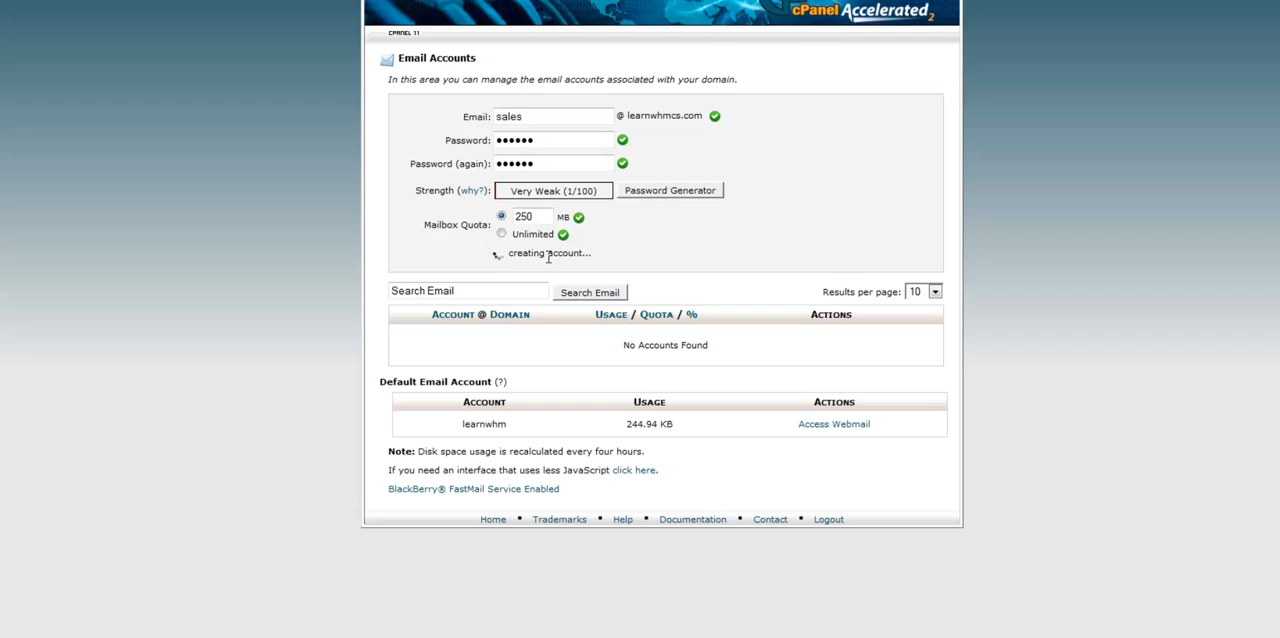 cPanel Accelerated2
CPANEL 11
Email Accounts
In this area you can manage the email accounts associated with your domain.
Email: sales @ learnwhmcs.com
Password: ••••••
Password (again): ••••••
Strength (why?): Very Weak (1/100) Password Generator
Mailbox Quota: 250 MB
Unlimited
creating account...
Search Email Search Email Results per page: 10
ACCOUNT @ DOMAIN USAGE / QUOTA / % ACTIONS
No Accounts Found
Default Email Account (?)
ACCOUNT USAGE ACTIONS
learnwhm 244.94 KB Access Webmail
Note: Disk space usage is recalculated every four hours.
If you need an interface that uses less JavaScript click here.
BlackBerry® FastMail Service Enabled
Home ▪ Trademarks ▪ Help ▪ Documentation ▪ Contact ▪ Logout